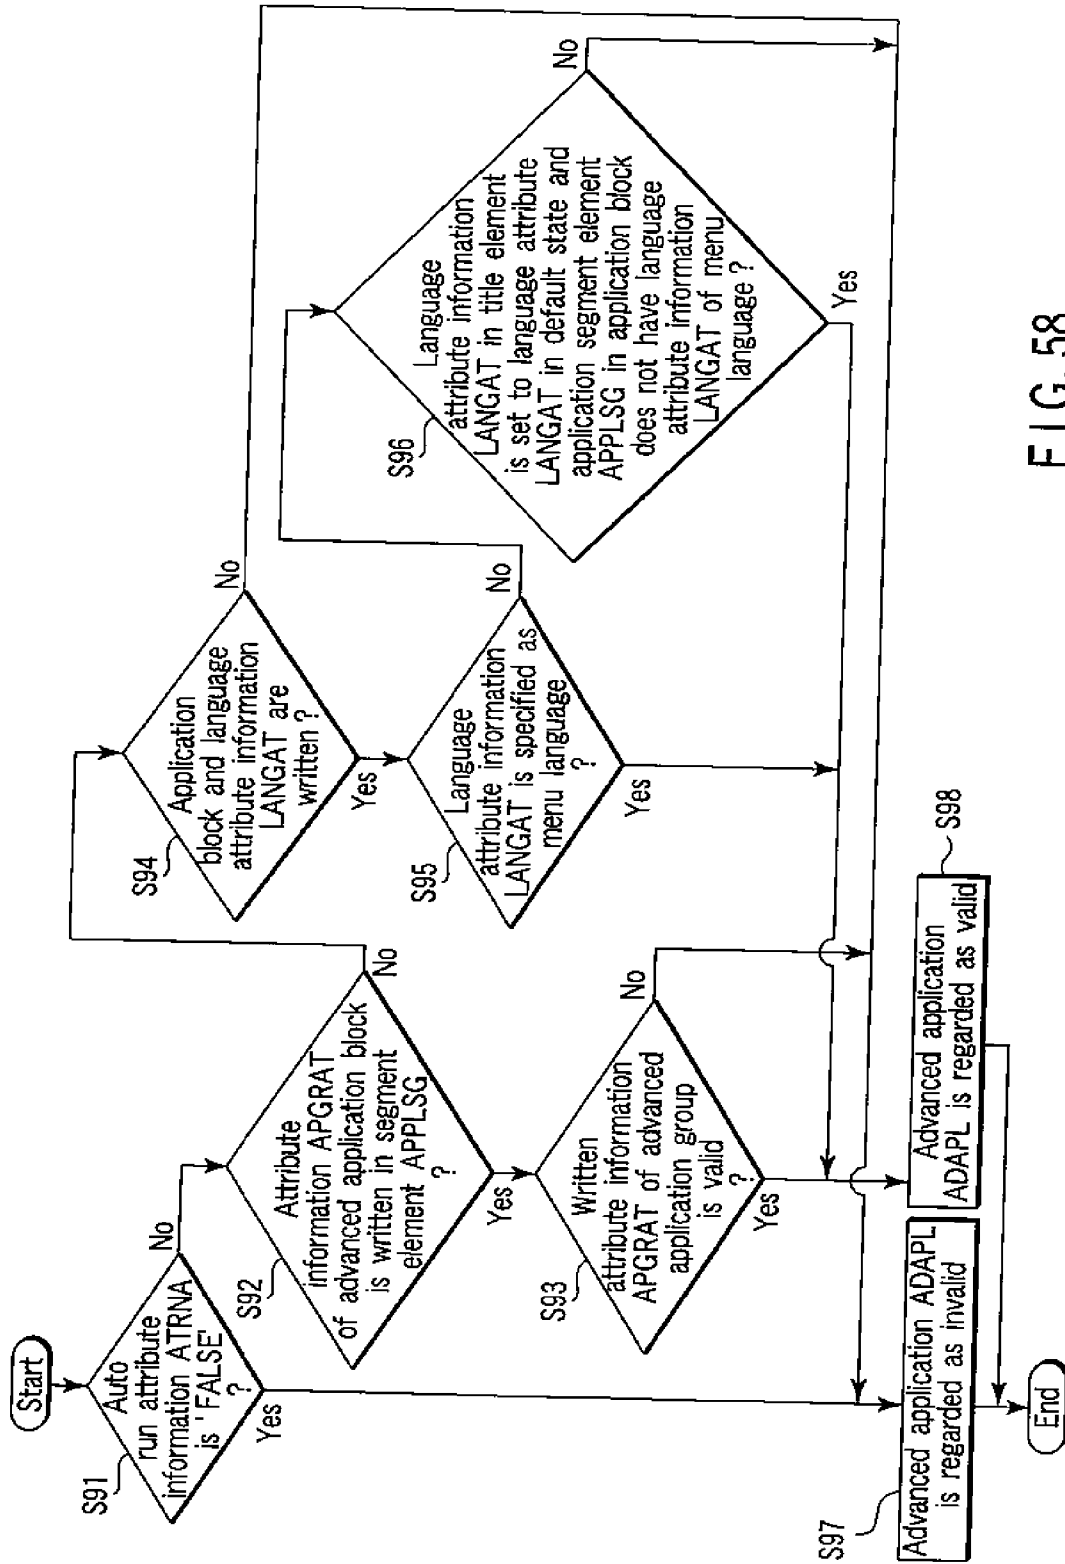 Start
S91
Auto
run attribute
information ATRNA
is 'FALSE'
?
No
Yes
S92
Attribute
information APGRAT
of advanced application block
is written in segment
element APPLSG
?
No
Yes
S93
Written
attribute information
APGRAT of advanced
application group
is valid
?
No
Yes
S94
Application
block and language
attribute information
LANGAT are
written ?
No
Yes
S95
Language
attribute information
LANGAT is specified as
menu language
?
No
Yes
S96
Language
attribute information
LANGAT in title element
is set to language attribute
LANGAT in default state and
application segment element
APPLSG in application block
does not have language
attribute information
LANGAT of menu
language ?
No
Yes
S97
Advanced application ADAPL
is regarded as invalid
S98
Advanced application
ADAPL is regarded as valid
End
FIG. 58